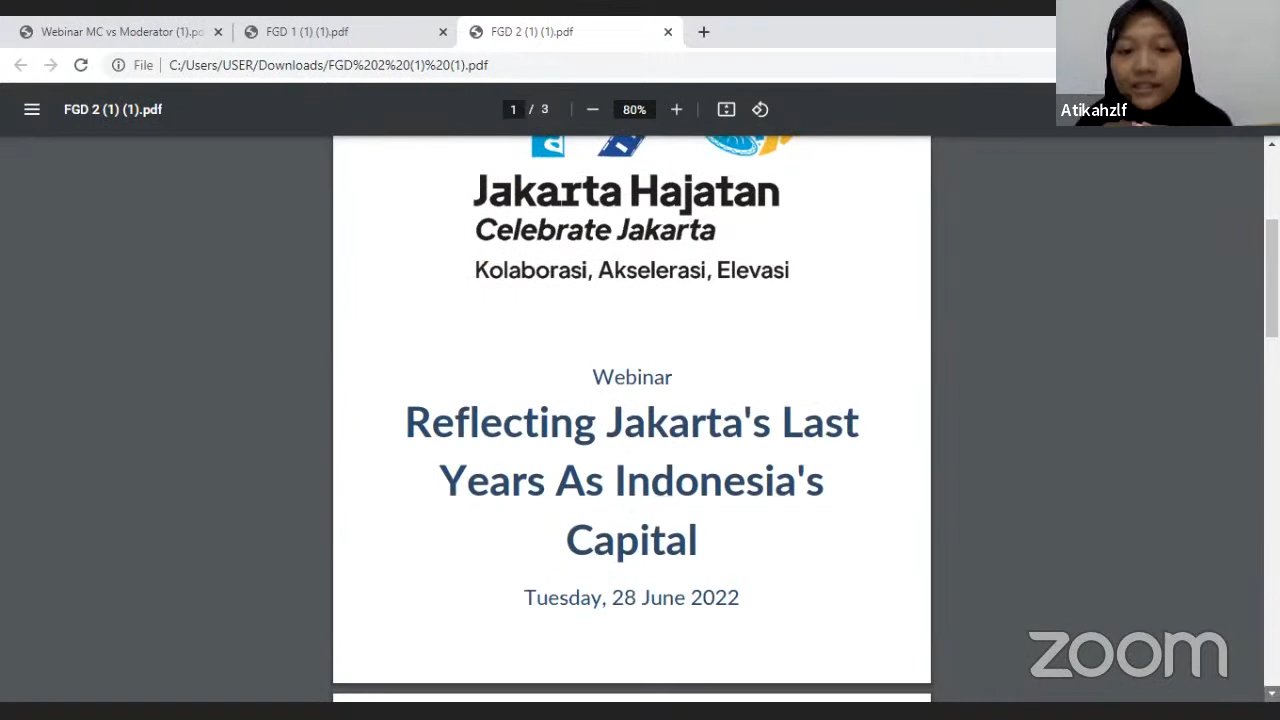 Webinar MC vs Moderator (1).pd
FGD 1 (1) (1).pdf
FGD 2 (1) (1).pdf
File
C:/Users/USER/Downloads/FGD%202%20(1)%20(1).pdf
FGD 2 (1) (1).pdf
1 / 3
80%
Atikahzlf
Jakarta Hajatan
Celebrate Jakarta
Kolaborasi, Akselerasi, Elevasi
Webinar
Reflecting Jakarta's Last
Years As Indonesia's
Capital
Tuesday, 28 June 2022
zoom